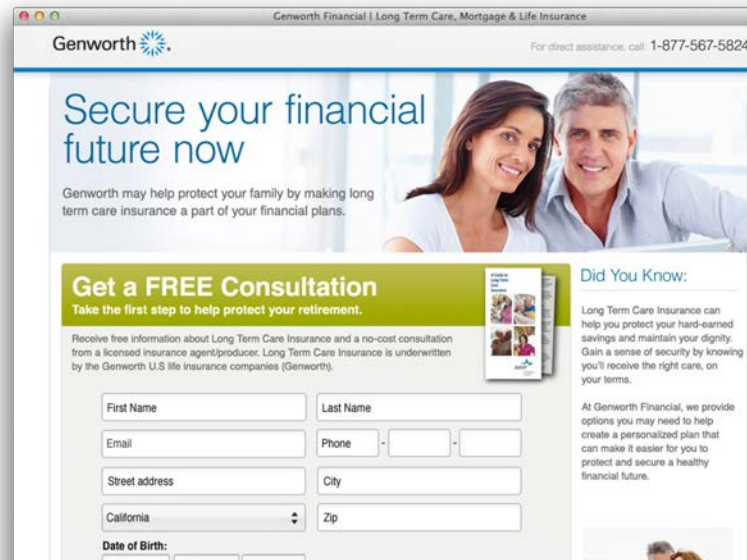 Genworth Financial | Long Term Care, Mortgage & Life Insurance
Genworth
For direct assistance, call 1-877-567-5824
Secure your financial
future now
Genworth may help protect your family by making long
term care insurance a part of your financial plans.
Get a FREE Consultation
Take the first step to help protect your retirement.
A Guide to
Long Term
Care
Insurance
Receive free information about Long Term Care Insurance and a no-cost consultation
from a licensed insurance agent/producer. Long Term Care Insurance is underwritten
by the Genworth U.S life insurance companies (Genworth).
First Name
Last Name
Email
Phone - -
Street address
City
California
Zip
Date of Birth:
Did You Know:
Long Term Care Insurance can
help you protect your hard-earned
savings and maintain your dignity.
Gain a sense of security by knowing
you'll receive the right care, on
your terms.
At Genworth Financial, we provide
options you may need to help
create a personalized plan that
can make it easier for you to
protect and secure a healthy
financial future.